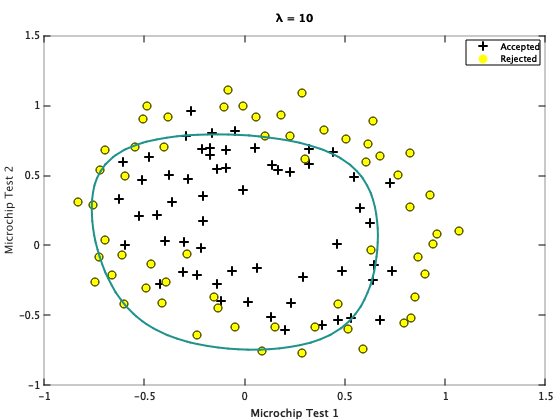 λ = 10
Accepted
Rejected
1.5
1
0.5
0
-0.5
-1
Microchip Test 2
-1 -0.5 0 0.5 1 1.5
Microchip Test 1